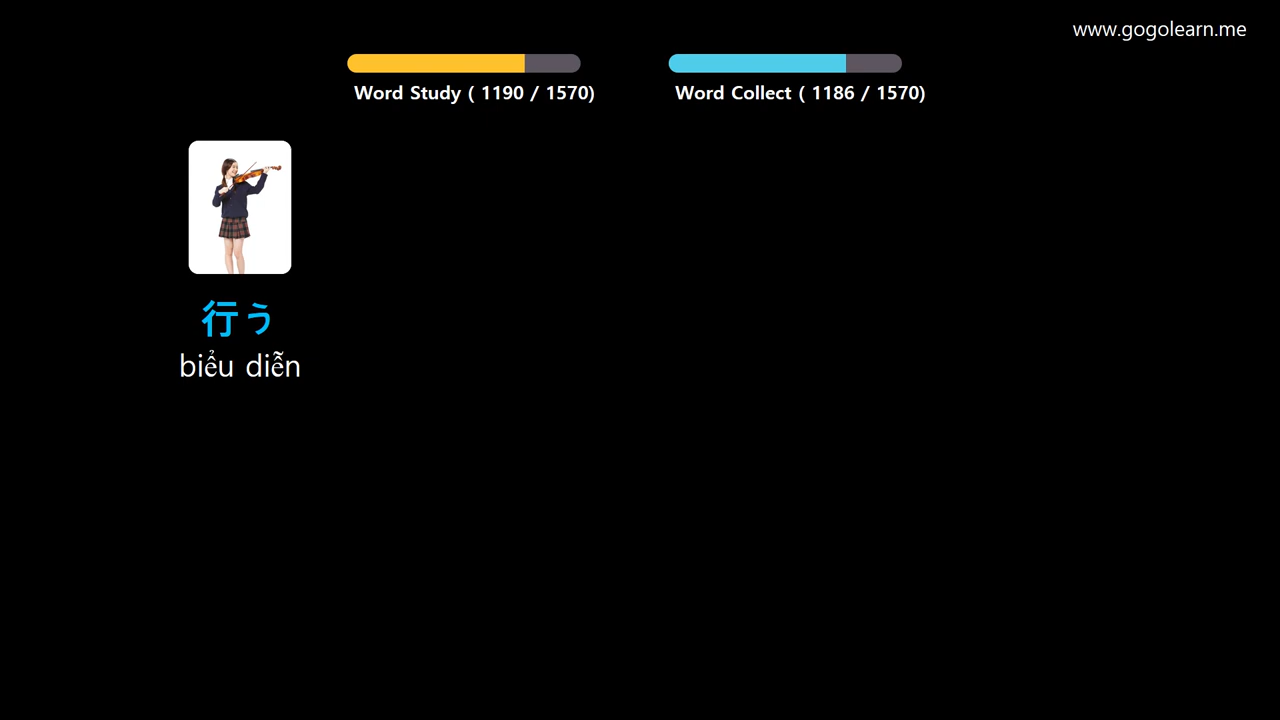 www.gogolearn.me
Word Study ( 1190 / 1570)
Word Collect ( 1186 / 1570)
行う
biểu diễn